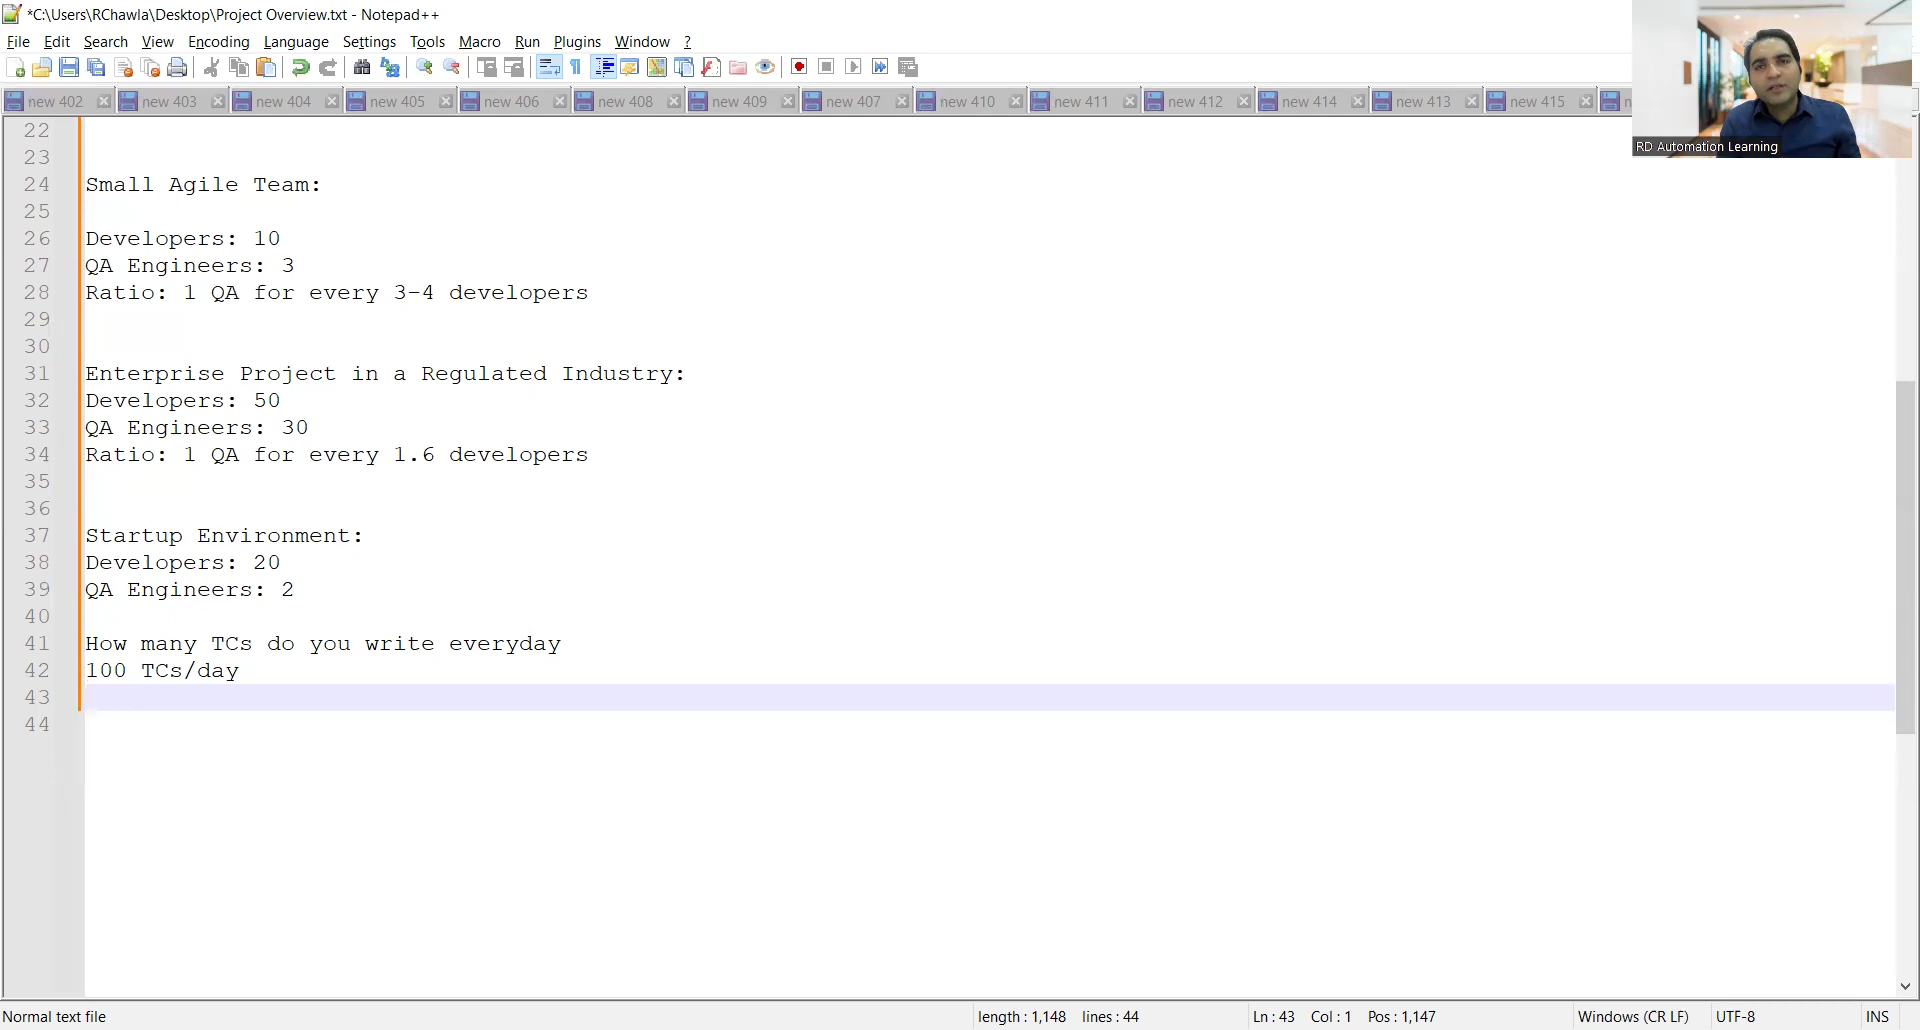 *C:\Users\RChawla\Desktop\Project Overview.txt - Notepad++
File Edit Search View Encoding Language Settings Tools Macro Run Plugins Window ?
new 402 new 403 new 404 new 405 new 406 new 408 new 409 new 407 new 410 new 411 new 412 new 414 new 413 new 415
RD Automation Learning
22
23
24 Small Agile Team:
25
26 Developers: 10
27 QA Engineers: 3
28 Ratio: 1 QA for every 3-4 developers
29
30
31 Enterprise Project in a Regulated Industry:
32 Developers: 50
33 QA Engineers: 30
34 Ratio: 1 QA for every 1.6 developers
35
36
37 Startup Environment:
38 Developers: 20
39 QA Engineers: 2
40
41 How many TCs do you write everyday
42 100 TCs/day
43
44
Normal text file length : 1,148 lines : 44 Ln : 43 Col : 1 Pos : 1,147 Windows (CR LF) UTF-8 INS